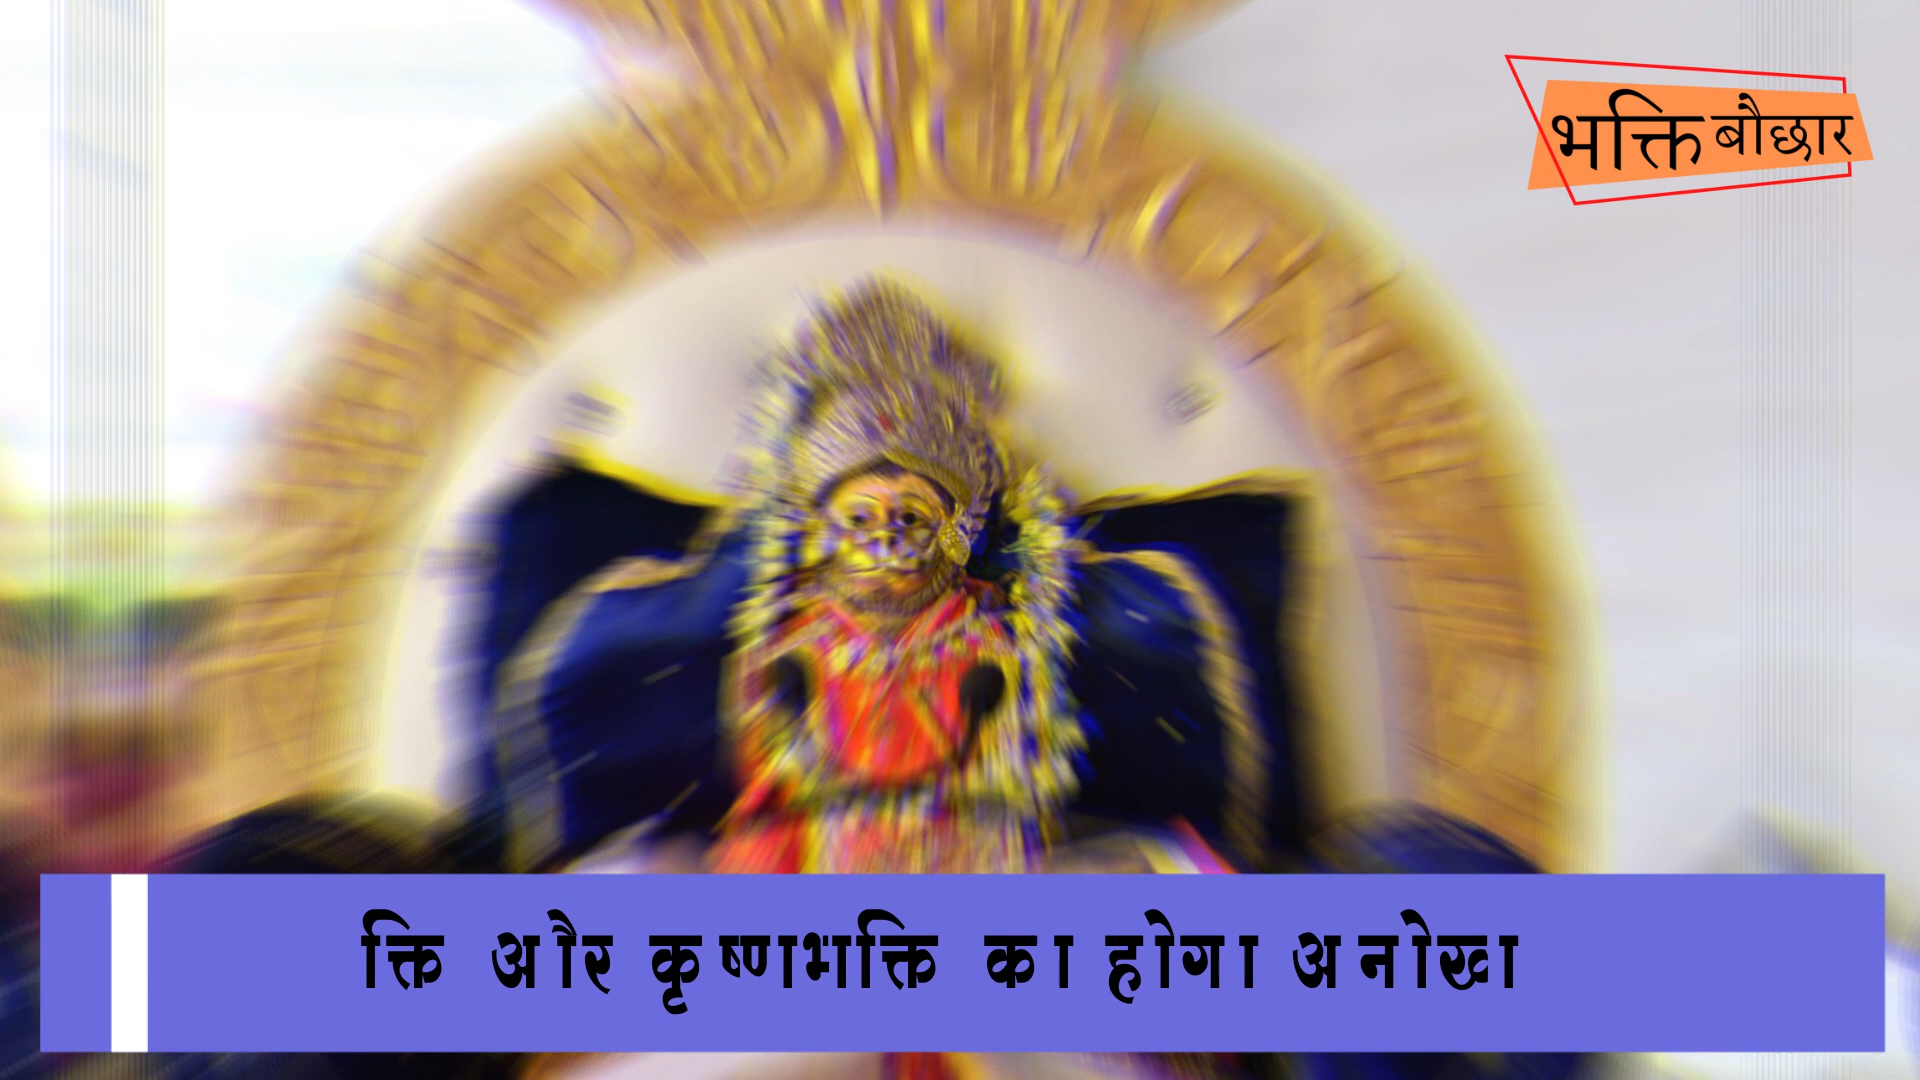 भक्ति बौछार
क्ति और कृष्णभक्ति का होगा अनोखा